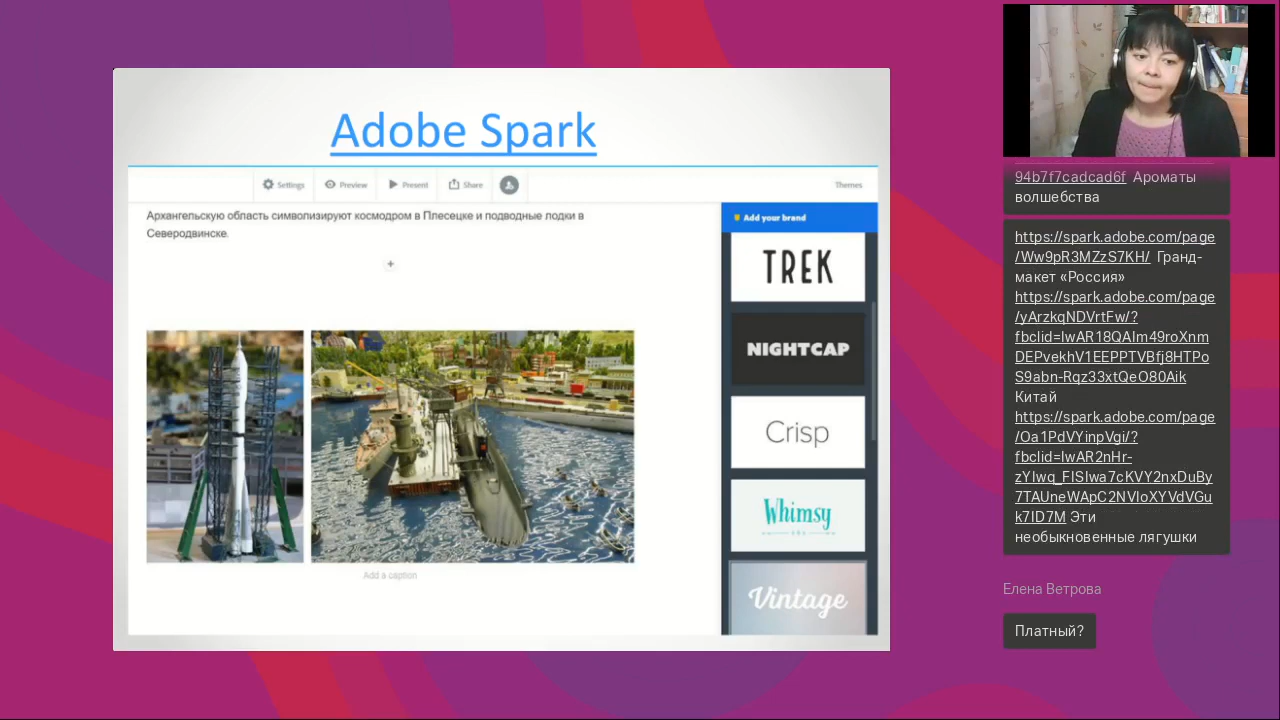 Adobe Spark
Settings
Preview
Present
Share
Themes
Архангельскую область символизируют космодром в Плесецке и подводные лодки в
Северодвинске.
+
Add a caption
Add your brand
TREK
NIGHTCAP
Crisp
Whimsy
Vintage
94b7f7cadcad6f Ароматы
волшебства
https://spark.adobe.com/page
/Ww9pR3MZzS7KH/ Гранд-
макет «Россия»
https://spark.adobe.com/page
/yArzkqNDVrtFw/?
fbclid=IwAR18QAIm49roXnm
DEPvekhV1EEPPTVBfj8HTPo
S9abn-Rqz33xtQeO80Aik
Китай
https://spark.adobe.com/page
/Oa1PdVYinpVgi/?
fbclid=IwAR2nHr-
zYIwq_FISlwa7cKVY2nxDuBy
7TAUneWApC2NVIoXYVdVGu
k7ID7M Эти
необыкновенные лягушки
Елена Ветрова
Платный?